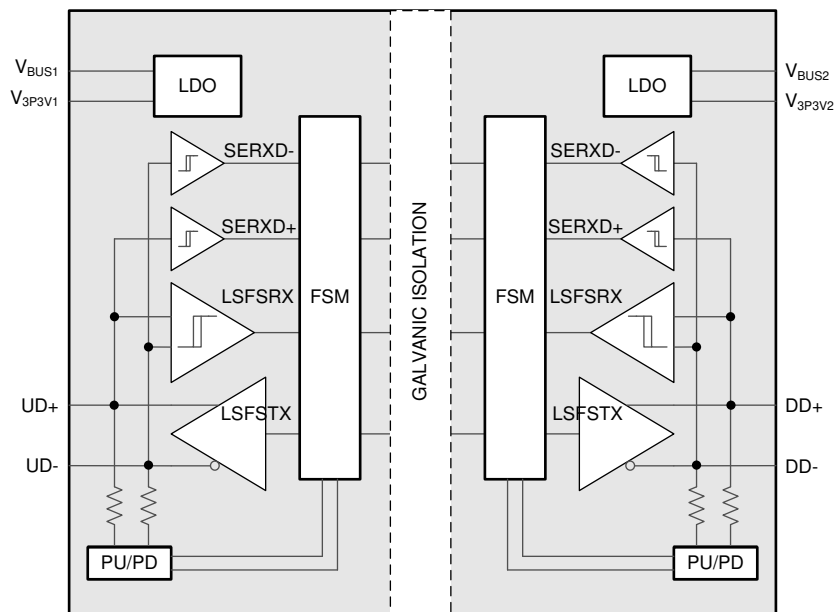 VBUS1
V3P3V1
LDO
SERXD-
SERXD+
LSFSRX
FSM
LSFSTX
UD+
UD-
PU/PD
GALVANIC ISOLATION
LDO
VBUS2
V3P3V2
SERXD-
SERXD+
LSFSRX
FSM
LSFSTX
DD+
DD-
PU/PD